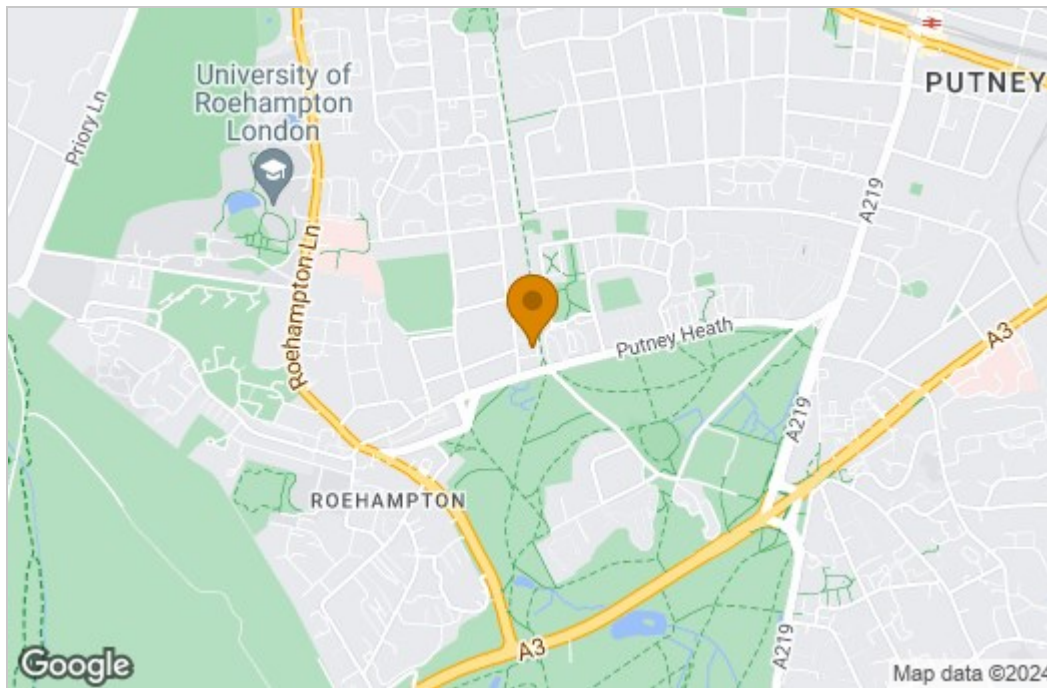 University of
Roehampton
London
PUTNEY
Priory Ln
A219
Roehampton Ln
Putney Heath
A3
A219
ROEHAMPTON
A3
A219
Google
Map data ©2024